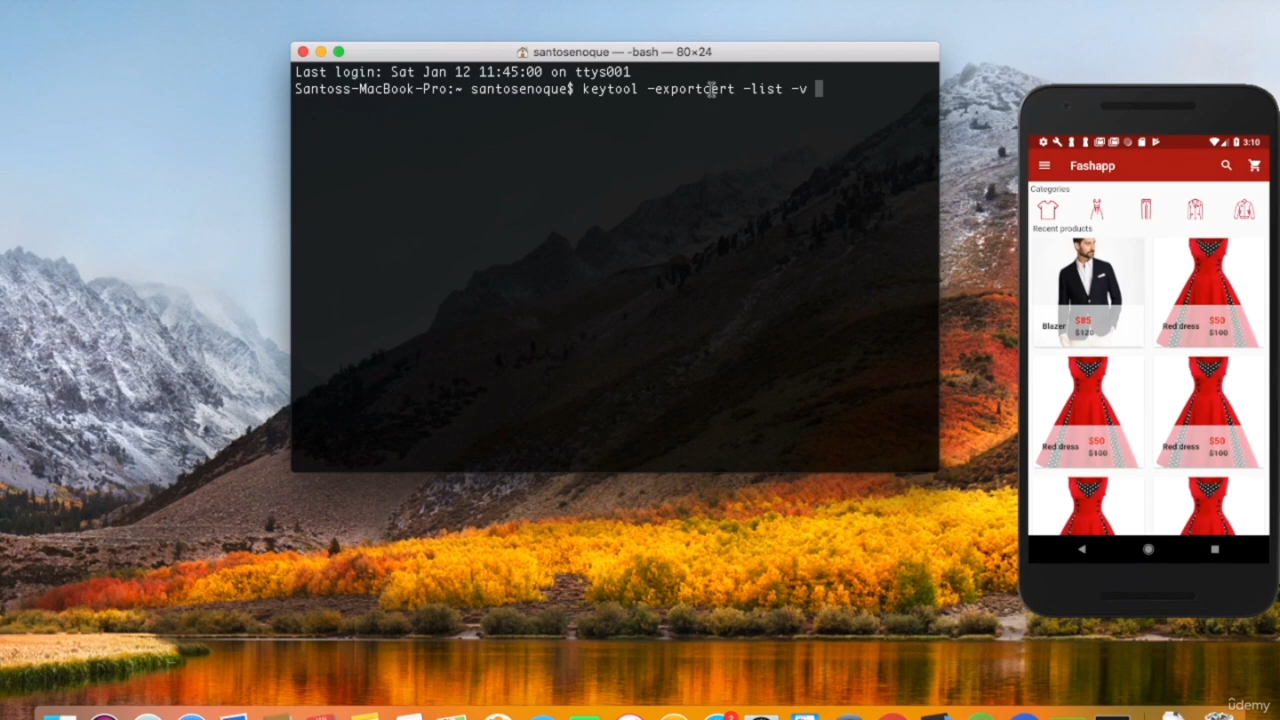 santosenoque — -bash — 80×24
Last login: Sat Jan 12 11:45:00 on ttys001
Santoss-MacBook-Pro:~ santosenoque$ keytool -exportcert -list -v
3:10
Fashapp
Categories
Recent products
Blazer $85 $120
Red dress $50 $100
Red dress $50 $100
Red dress $50 $100
ûdemy